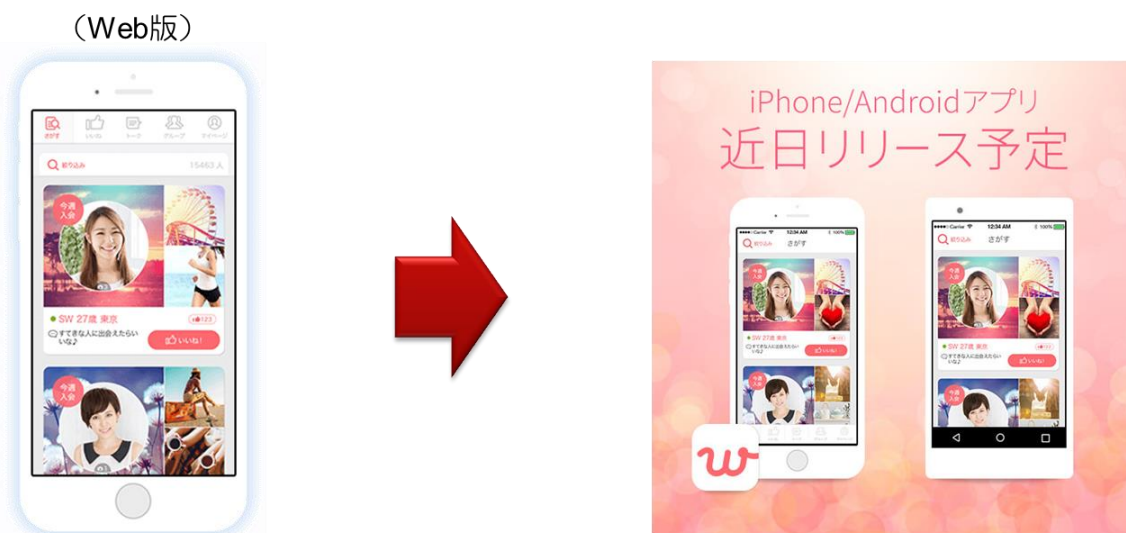 （Web版）
さがす
いいね
トーク
グループ
マイページ
絞り込み
15463 人
今週
入会
SW 27歳 東京
123
すてきな人に出会えたらい
いな♪
いいね！
今週
入会
iPhone/Androidアプリ
近日リリース予定
Carrier
12:34 AM
100%
絞り込み
さがす
今週
入会
SW 27歳 東京
すてきな人に出会えたらい
いな♪
いいね!
今週
入会
Carrier
12:34 AM
100%
絞り込み
さがす
今週
入会
SW 27歳 東京
すてきな人に出会えたらい
いな♪
いいね!
今週
入会
w